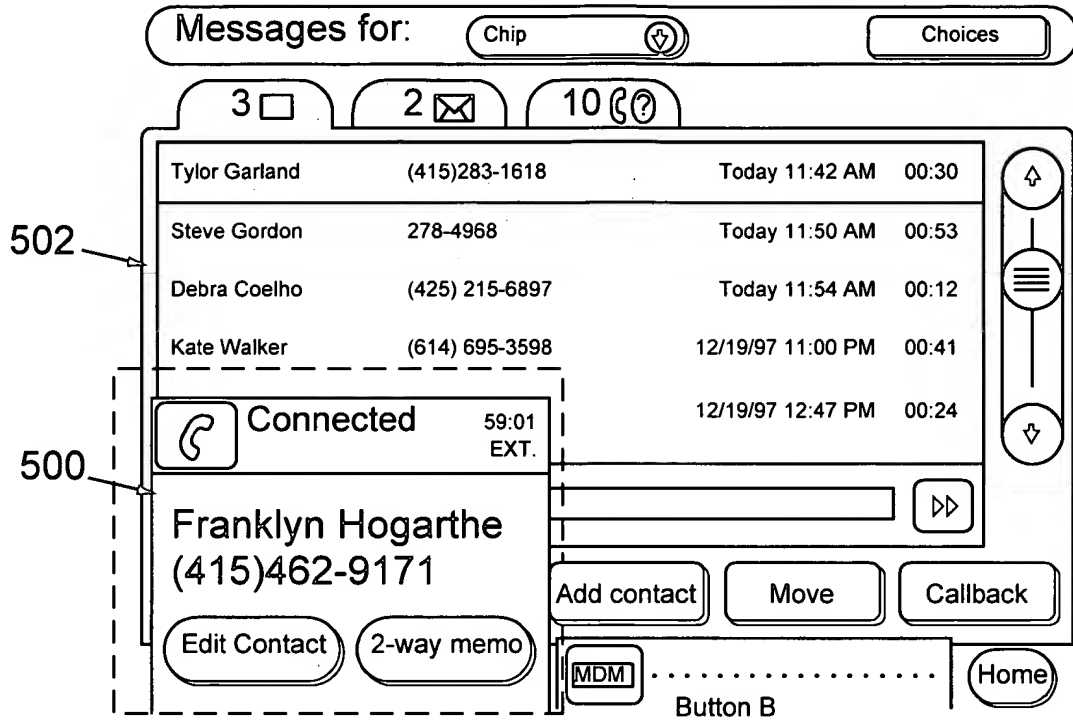 Messages for: Chip Choices
3 2 10 ?
Tylor Garland (415)283-1618 Today 11:42 AM 00:30
Steve Gordon 278-4968 Today 11:50 AM 00:53
502
Debra Coelho (425) 215-6897 Today 11:54 AM 00:12
Kate Walker (614) 695-3598 12/19/97 11:00 PM 00:41
12/19/97 12:47 PM 00:24
Connected 59:01
EXT.
500
Franklyn Hogarthe
(415)462-9171
Add contact Move Callback
Edit Contact 2-way memo
MDM Home
Button B